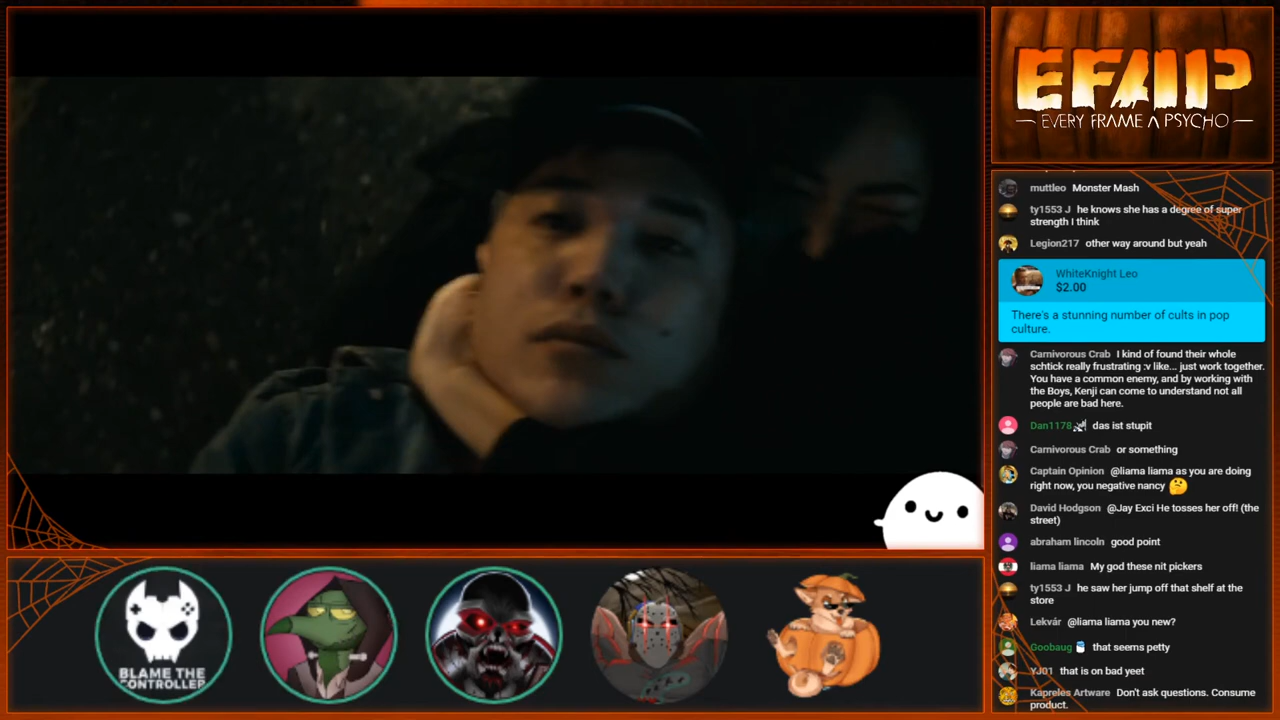 EFAP
EVERY FRAME A PSYCHO
muttleo Monster Mash
ty1553 J he knows she has a degree of super
strength I think
Legion217 other way around but yeah
WhiteKnight Leo
$2.00
There's a stunning number of cults in pop
culture.
Carnivorous Crab I kind of found their whole
schtick really frustrating :v like... just work together.
You have a common enemy, and by working with
the Boys, Kenji can come to understand not all
people are bad here.
Dan1178 das ist stupit
Carnivorous Crab or something
Captain Opinion @liama liama as you are doing
right now, you negative nancy
David Hodgson @Jay Exci He tosses her off! (the
street)
abraham lincoln good point
liama liama My god these nit pickers
ty1553 J he saw her jump off that shelf at the
store
Lekvár @liama liama you new?
Goobaug that seems petty
YJ01 that is on bad yeet
Kapreles Artware Don't ask questions. Consume
product.
BLAME THE
CONTROLLER